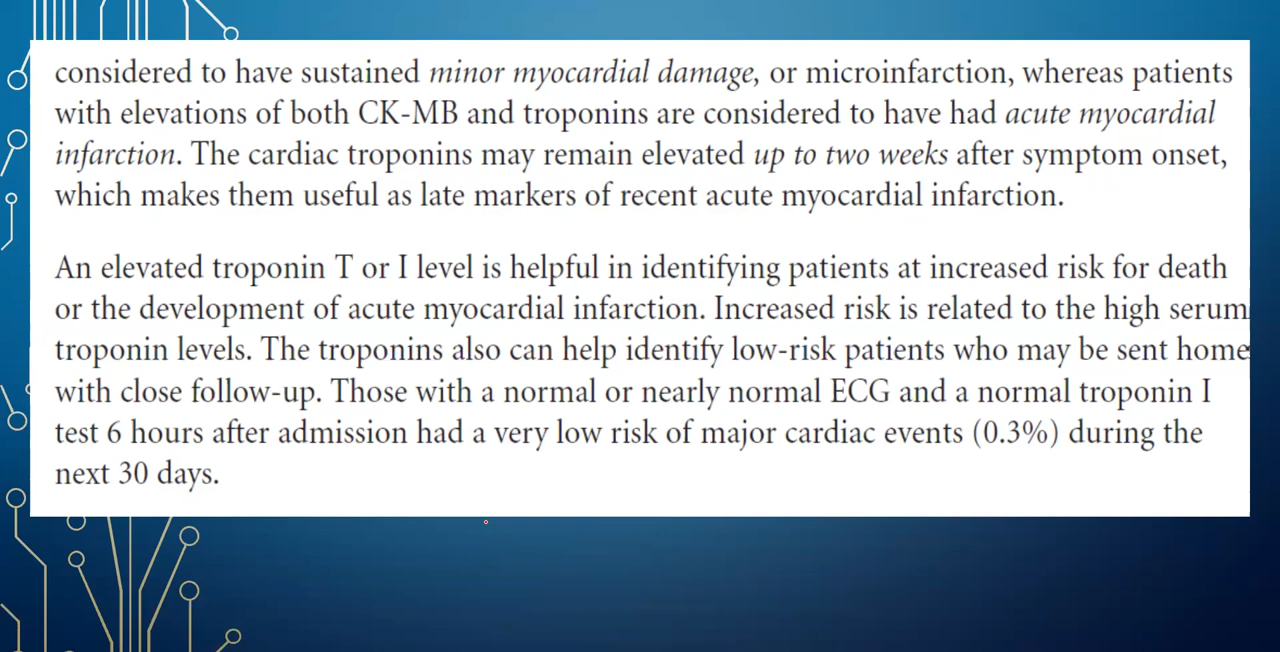 considered to have sustained minor myocardial damage, or microinfarction, whereas patients
with elevations of both CK-MB and troponins are considered to have had acute myocardial
infarction. The cardiac troponins may remain elevated up to two weeks after symptom onset,
which makes them useful as late markers of recent acute myocardial infarction.
An elevated troponin T or I level is helpful in identifying patients at increased risk for death
or the development of acute myocardial infarction. Increased risk is related to the high serum
troponin levels. The troponins also can help identify low-risk patients who may be sent home
with close follow-up. Those with a normal or nearly normal ECG and a normal troponin I
test 6 hours after admission had a very low risk of major cardiac events (0.3%) during the
next 30 days.